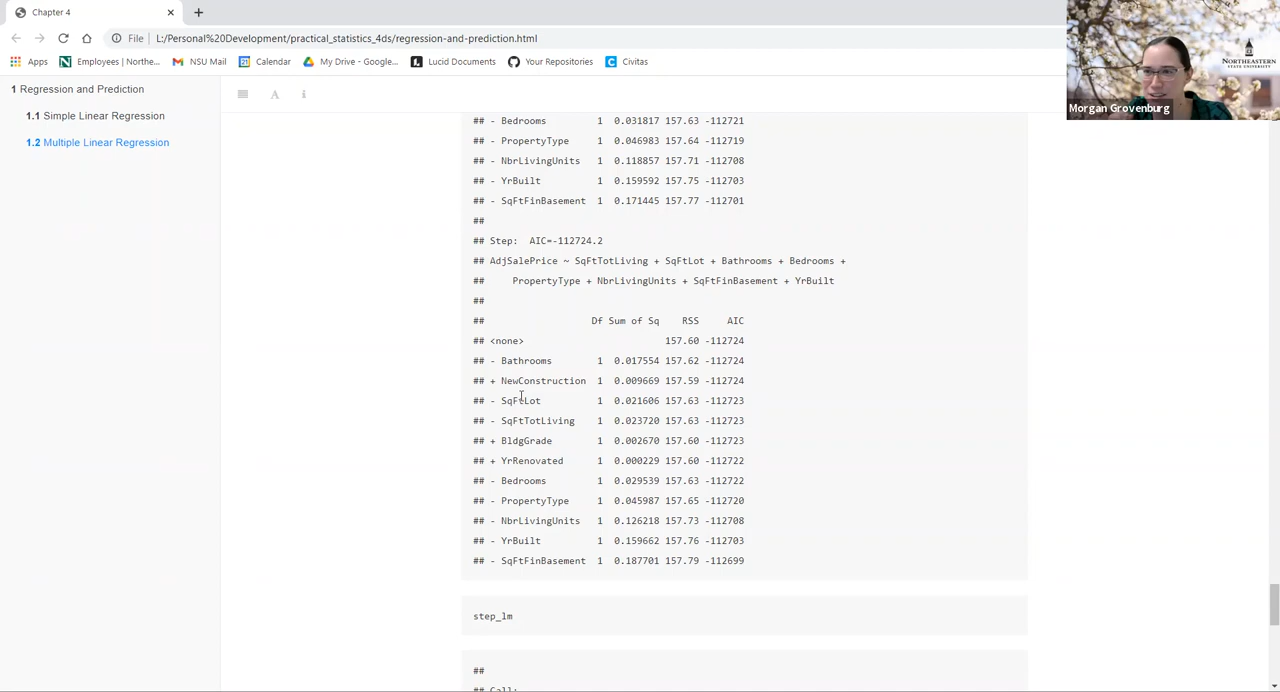 Chapter 4
File | L:/Personal%20Development/practical_statistics_4ds/regression-and-prediction.html
Apps Employees (Northe... NSU Mail Calendar My Drive - Google... Lucid Documents Your Repositories Civitas
NORTHEASTERN
STATE UNIVERSITY
Morgan Grovenburg
1 Regression and Prediction
1.1 Simple Linear Regression
1.2 Multiple Linear Regression
## - Bedrooms 1 0.031817 157.63 -112721
## - PropertyType 1 0.046983 157.64 -112719
## - NbrLivingUnits 1 0.118857 157.71 -112708
## - YrBuilt 1 0.159592 157.75 -112703
## - SqFtFinBasement 1 0.171445 157.77 -112701
##
## Step: AIC=-112724.2
## AdjSalePrice ~ SqFtTotLiving + SqFtLot + Bathrooms + Bedrooms +
## PropertyType + NbrLivingUnits + SqFtFinBasement + YrBuilt
##
## Df Sum of Sq RSS AIC
## <none> 157.60 -112724
## - Bathrooms 1 0.017554 157.62 -112724
## + NewConstruction 1 0.009669 157.59 -112724
## - SqFtLot 1 0.021606 157.63 -112723
## - SqFtTotLiving 1 0.023720 157.63 -112723
## + BldgGrade 1 0.002670 157.60 -112723
## + YrRenovated 1 0.000229 157.60 -112722
## - Bedrooms 1 0.029539 157.63 -112722
## - PropertyType 1 0.045987 157.65 -112720
## - NbrLivingUnits 1 0.126218 157.73 -112708
## - YrBuilt 1 0.159662 157.76 -112703
## - SqFtFinBasement 1 0.187701 157.79 -112699
step_lm
##
## Call: